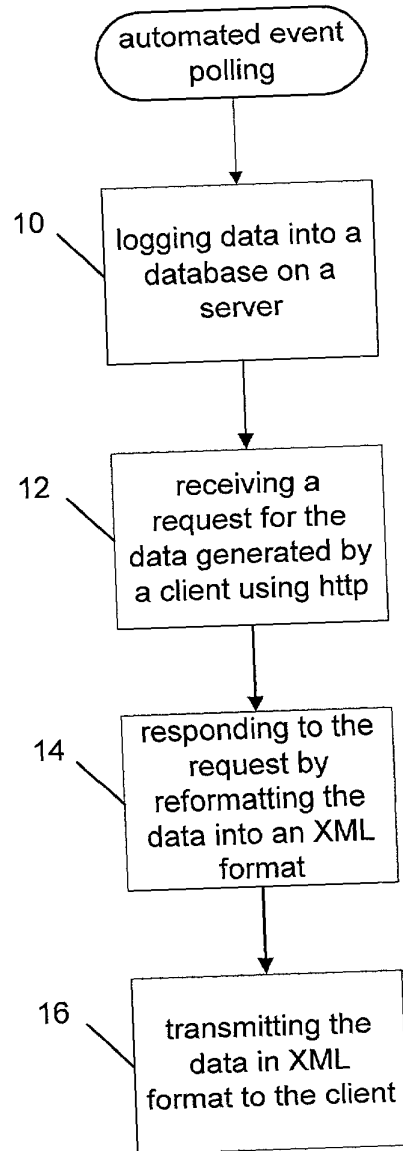 automated event
polling
10
logging data into a
database on a
server
12
receiving a
request for the
data generated by
a client using http
14
responding to the
request by
reformatting the
data into an XML
format
16
transmitting the
data in XML
format to the client